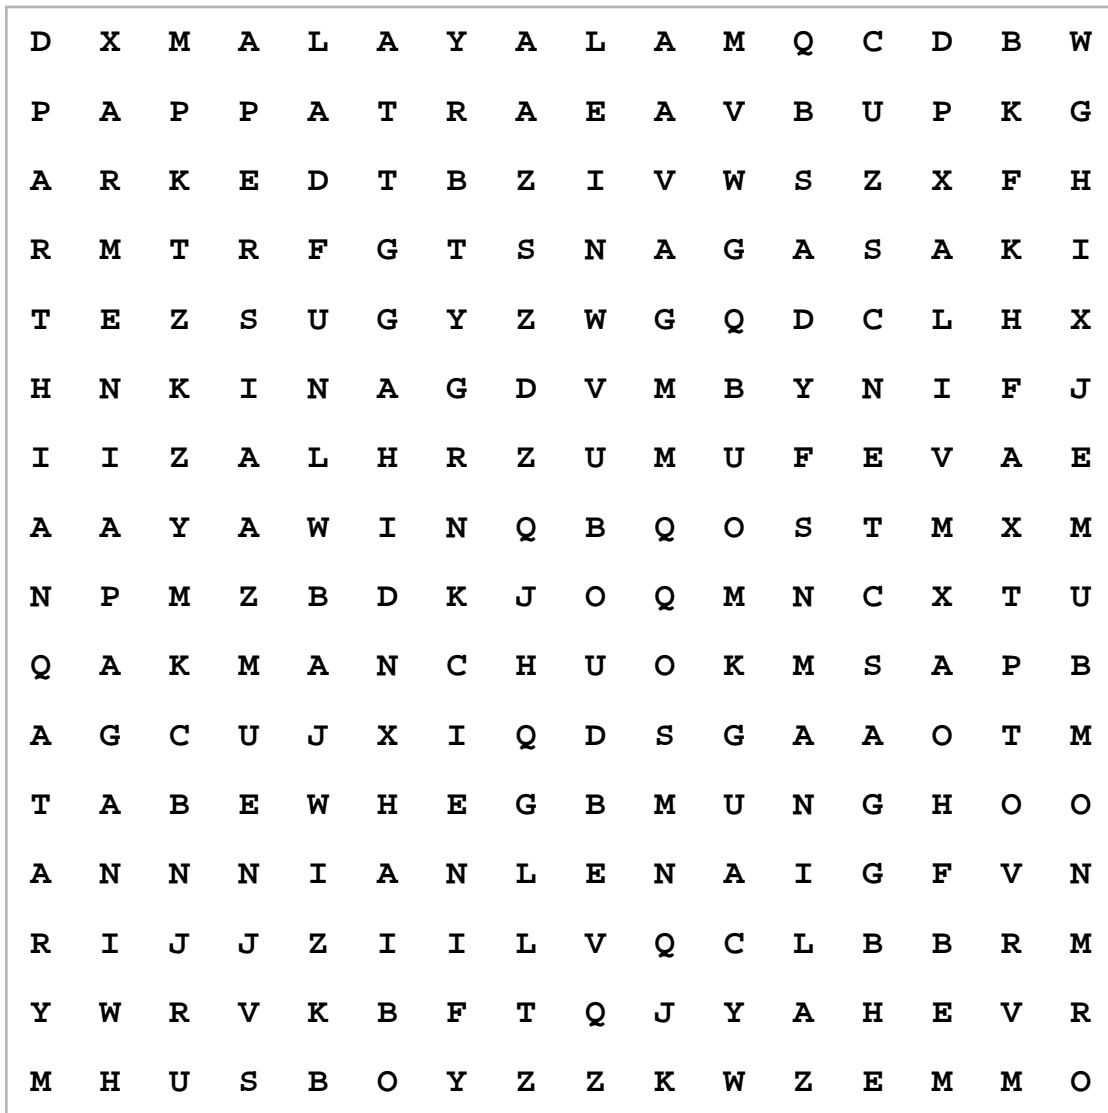 D X M A L A Y A L A M Q C D B W
P A P P A T R A E A V B U P K G
A R K E D T B Z I V W S Z X F H
R M T R F G T S N A G A S A K I
T E Z S U G Y Z W G Q D C L H X
H N K I N A G D V M B Y N I F J
I I Z A L H R Z U M U F E V A E
A A Y A W I N Q B Q O S T M X M
N P M Z B D K J O Q M N C X T U
Q A K M A N C H U O K M S A P B
A G C U J X I Q D S G A A O T M
T A B E W H E G B M U N G H O O
A N N N I A N L E N A I G F V N
R I J J Z I I L V Q C L B B R M
Y W R V K B F T Q J Y A H E V R
M H U S B O Y Z Z K W Z E M M O